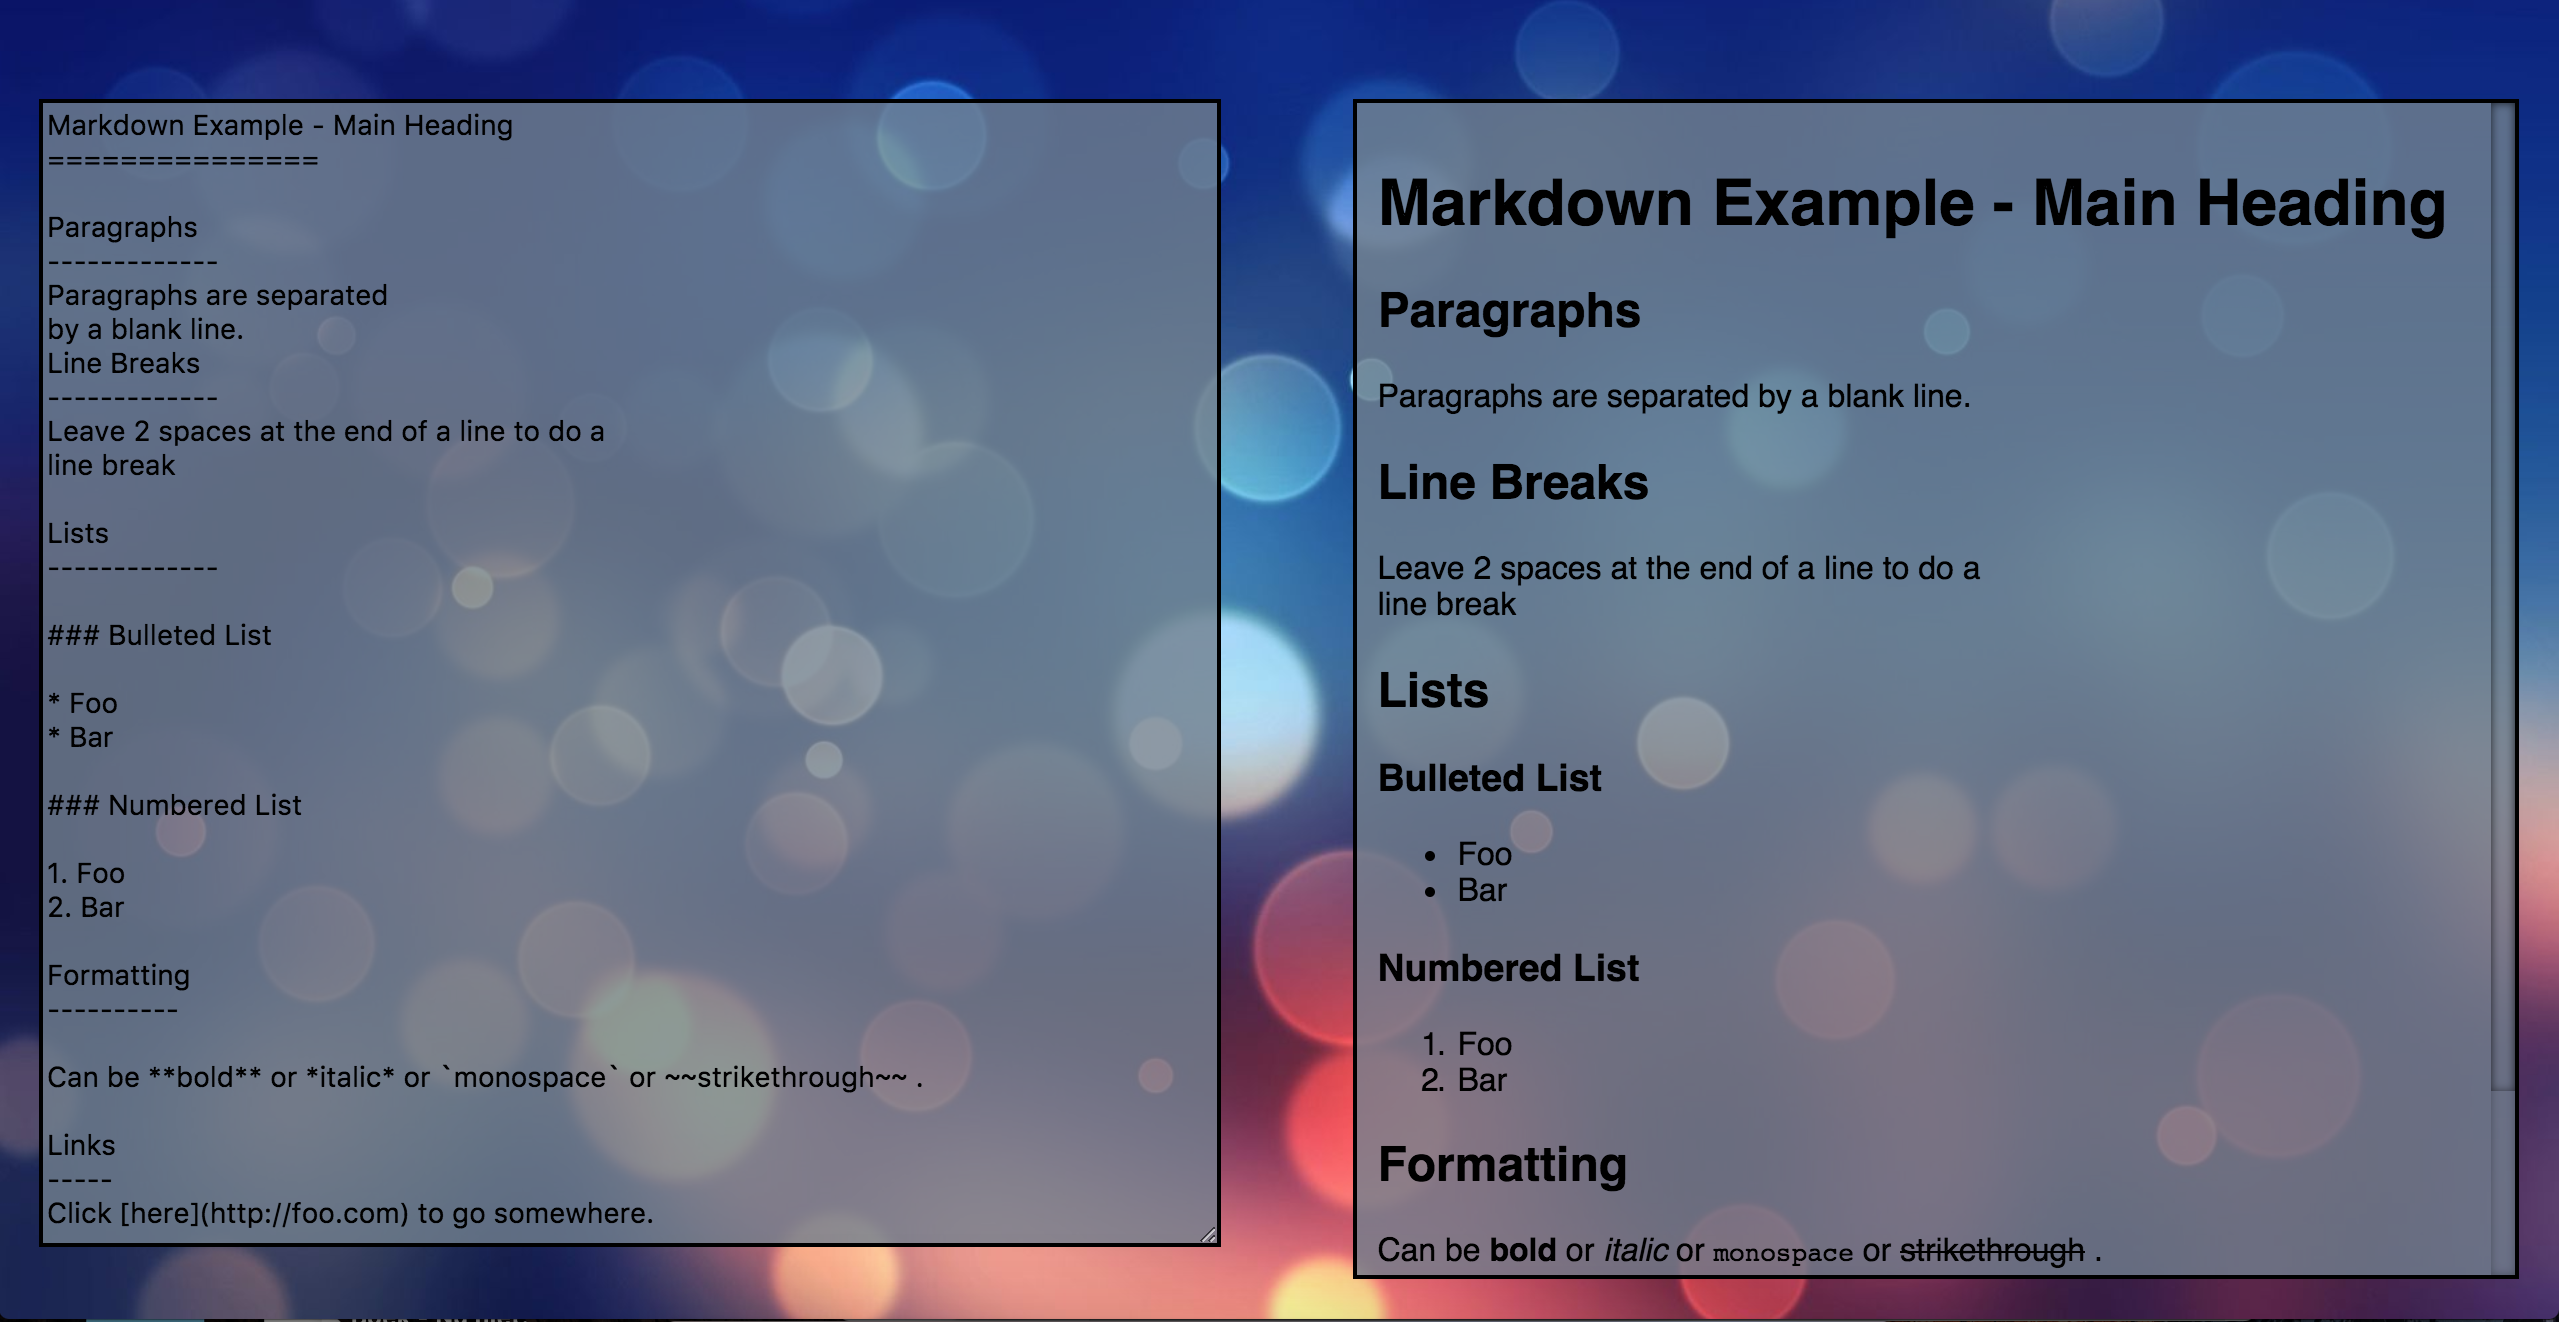 Markdown Example - Main Heading
===============
Paragraphs
-------------
Paragraphs are separated
by a blank line.
Line Breaks
-------------
Leave 2 spaces at the end of a line to do a
line break
Lists
-------------
### Bulleted List
* Foo
* Bar
### Numbered List
1. Foo
2. Bar
Formatting
----------
Can be **bold** or *italic* or `monospace` or ~~strikethrough~~ .
Links
-----
Click [here](http://foo.com) to go somewhere.
Markdown Example - Main Heading
Paragraphs
Paragraphs are separated by a blank line.
Line Breaks
Leave 2 spaces at the end of a line to do a
line break
Lists
Bulleted List
• Foo
• Bar
Numbered List
1. Foo
2. Bar
Formatting
Can be bold or italic or monospace or strikethrough .